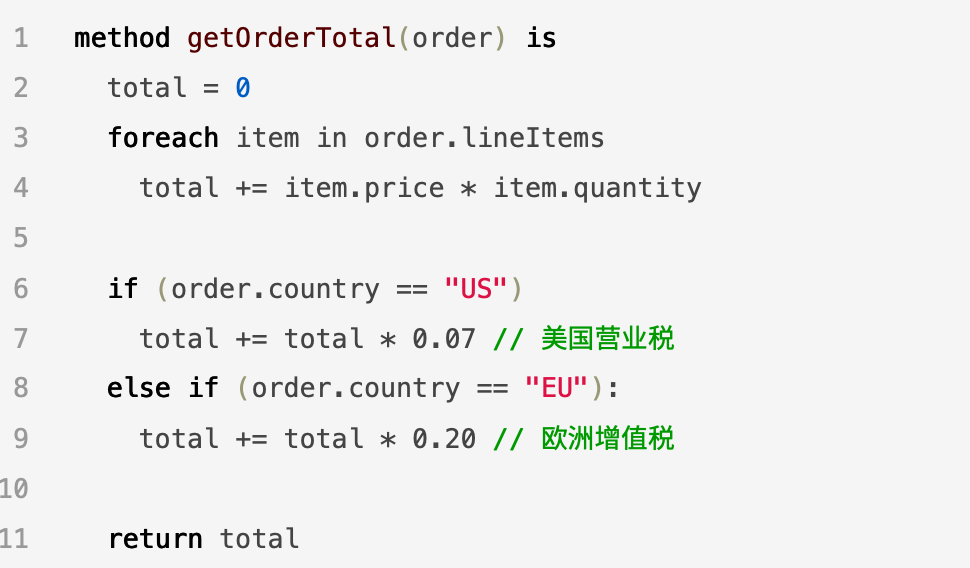 1 method getOrderTotal(order) is
2 total = 0
3 foreach item in order.lineItems
4 total += item.price * item.quantity
5
6 if (order.country == "US")
7 total += total * 0.07 // 美国营业税
8 else if (order.country == "EU"):
9 total += total * 0.20 // 欧洲增值税
10
11 return total